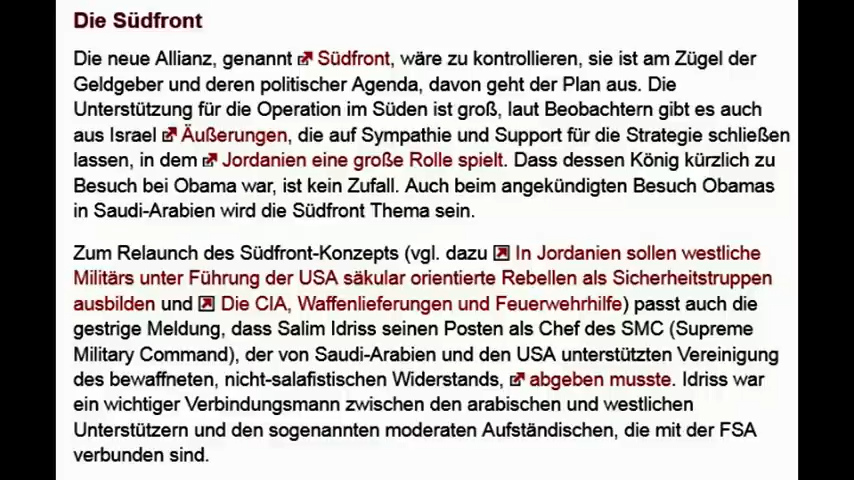 Die Südfront
Die neue Allianz, genannt Südfront, wäre zu kontrollieren, sie ist am Zügel der
Geldgeber und deren politischer Agenda, davon geht der Plan aus. Die
Unterstützung für die Operation im Süden ist groß, laut Beobachtern gibt es auch
aus Israel Äußerungen, die auf Sympathie und Support für die Strategie schließen
lassen, in dem Jordanien eine große Rolle spielt. Dass dessen König kürzlich zu
Besuch bei Obama war, ist kein Zufall. Auch beim angekündigten Besuch Obamas
in Saudi-Arabien wird die Südfront Thema sein.
Zum Relaunch des Südfront-Konzepts (vgl. dazu In Jordanien sollen westliche
Militärs unter Führung der USA säkular orientierte Rebellen als Sicherheitstruppen
ausbilden und Die CIA, Waffenlieferungen und Feuerwehrhilfe) passt auch die
gestrige Meldung, dass Salim Idriss seinen Posten als Chef des SMC (Supreme
Military Command), der von Saudi-Arabien und den USA unterstützten Vereinigung
des bewaffneten, nicht-salafistischen Widerstands, abgeben musste. Idriss war
ein wichtiger Verbindungsmann zwischen den arabischen und westlichen
Unterstützern und den sogenannten moderaten Aufständischen, die mit der FSA
verbunden sind.